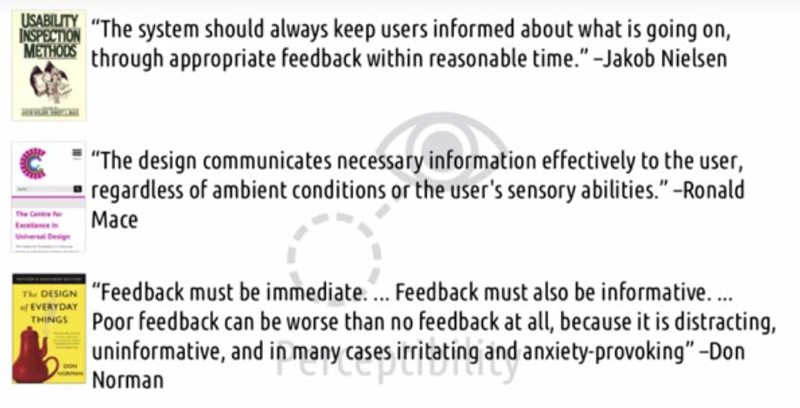 USABILITY
INSPECTION
METHODS
“The system should always keep users informed about what is going on,
through appropriate feedback within reasonable time.” –Jakob Nielsen
“The design communicates necessary information effectively to the user,
regardless of ambient conditions or the user's sensory abilities.” –Ronald
Mace
The Centre for
Excellence in
Universal Design
“Feedback must be immediate. ... Feedback must also be informative. ...
Poor feedback can be worse than no feedback at all, because it is distracting,
uninformative, and in many cases irritating and anxiety-provoking” –Don
Norman
The DESIGN
of EVERYDAY
THINGS
DON
NORMAN
Perceptibility